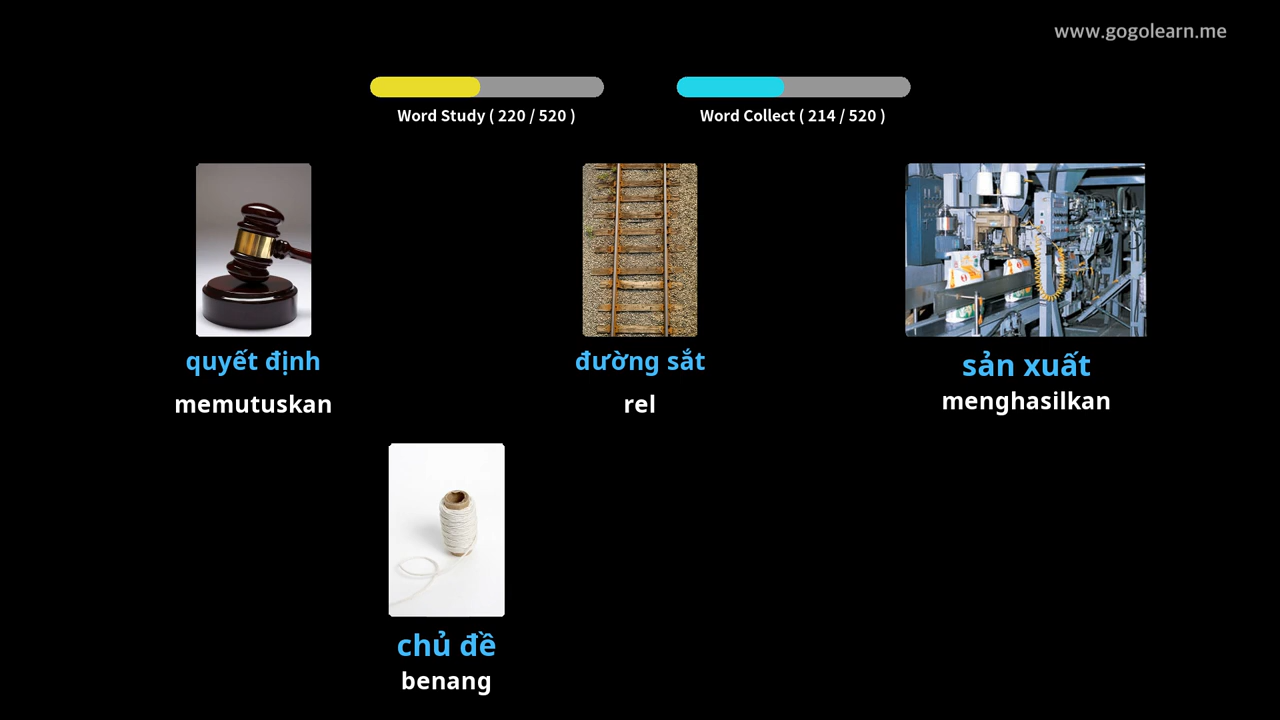 www.gogolearn.me
Word Study ( 220 / 520 )
Word Collect ( 214 / 520 )
quyết định
memutuskan
đường sắt
rel
sản xuất
menghasilkan
chủ đề
benang